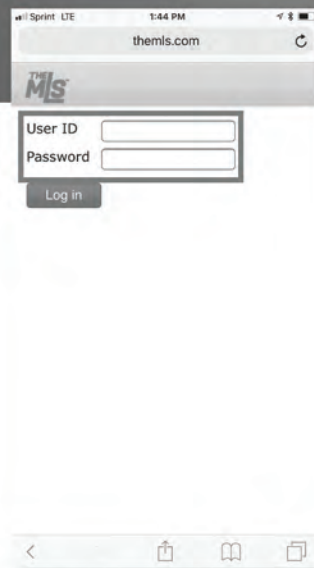 Sprint LTE 1:44 PM
themls.com
THE
MLS
User ID
Password
Log in